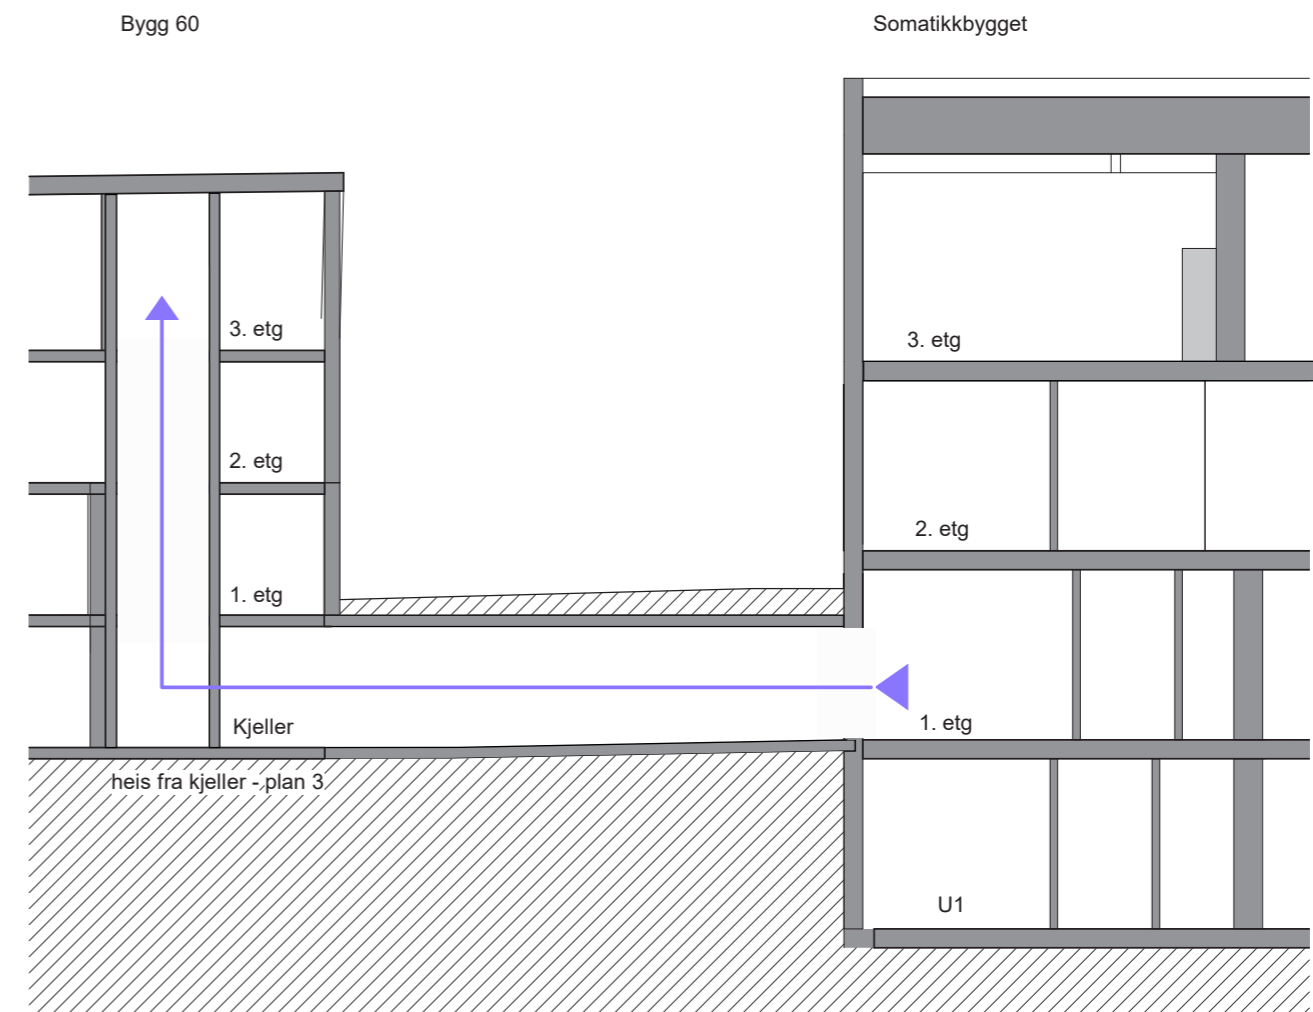 Bygg 60
Somatikkbygget
3. etg
3. etg
2. etg
2. etg
1. etg
1. etg
Kjeller
heis fra kjeller - plan 3
U1